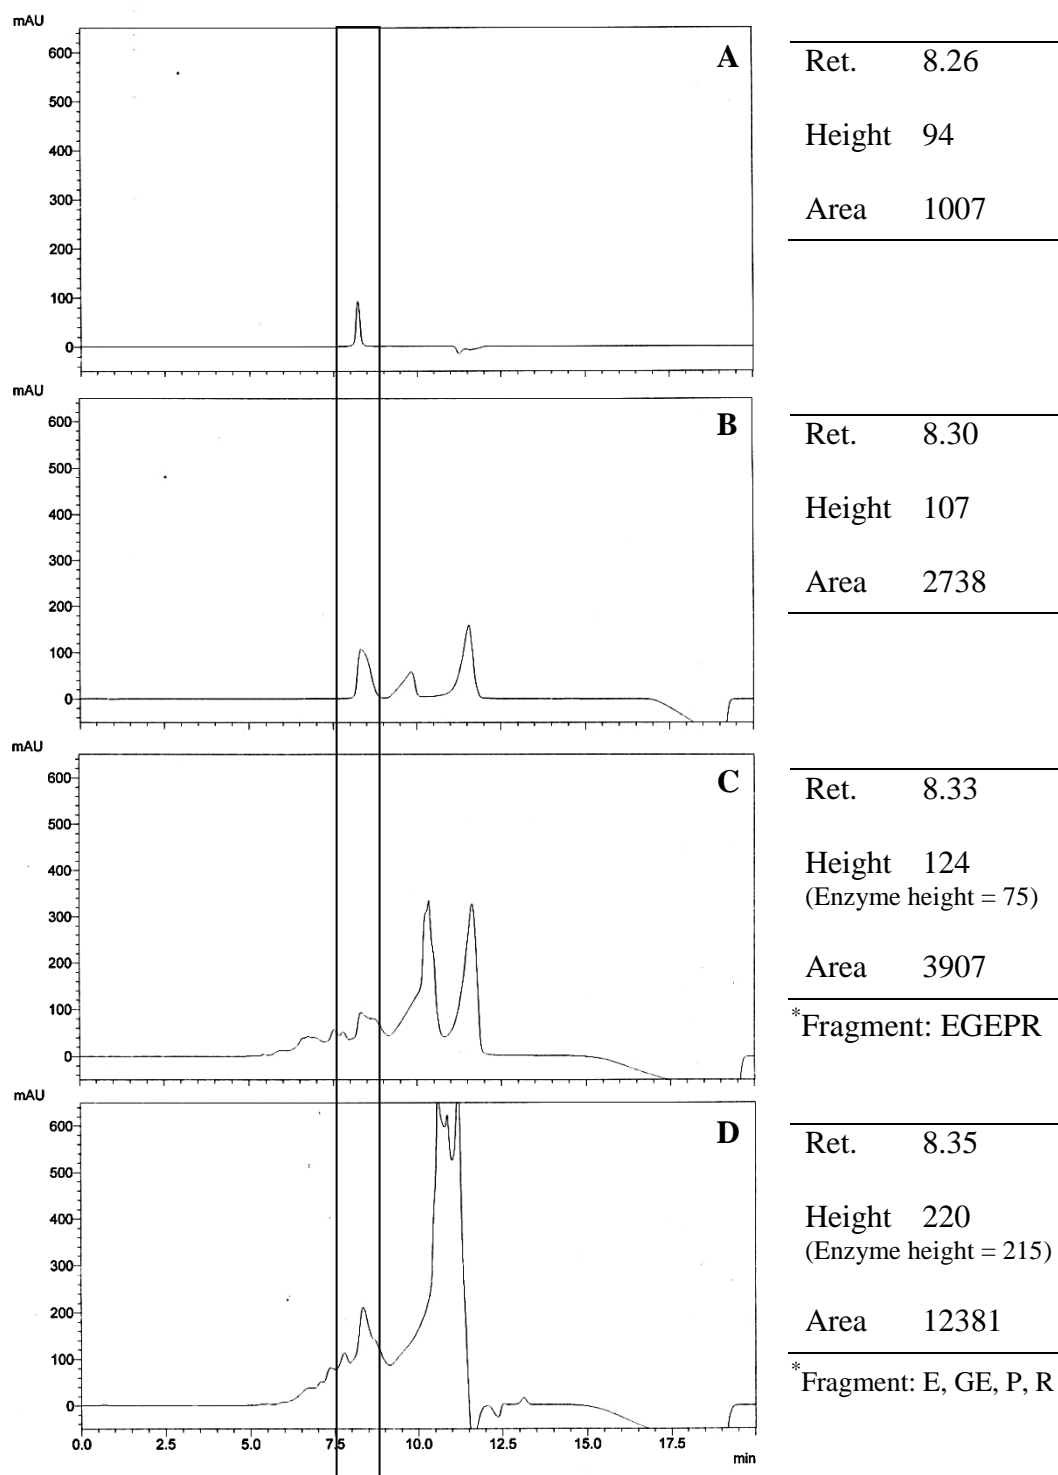 mAU
600
500
400
300
200
100
0
A
Ret. 8.26
Height 94
Area 1007
mAU
600
500
400
300
200
100
0
B
Ret. 8.30
Height 107
Area 2738
mAU
600
500
400
300
200
100
0
C
Ret. 8.33
Height 124
(Enzyme height = 75)
Area 3907
*Fragment: EGEPR
mAU
600
500
400
300
200
100
0
D
Ret. 8.35
Height 220
(Enzyme height = 215)
Area 12381
*Fragment: E, GE, P, R
0.0 2.5 5.0 7.5 10.0 12.5 15.0 17.5
min